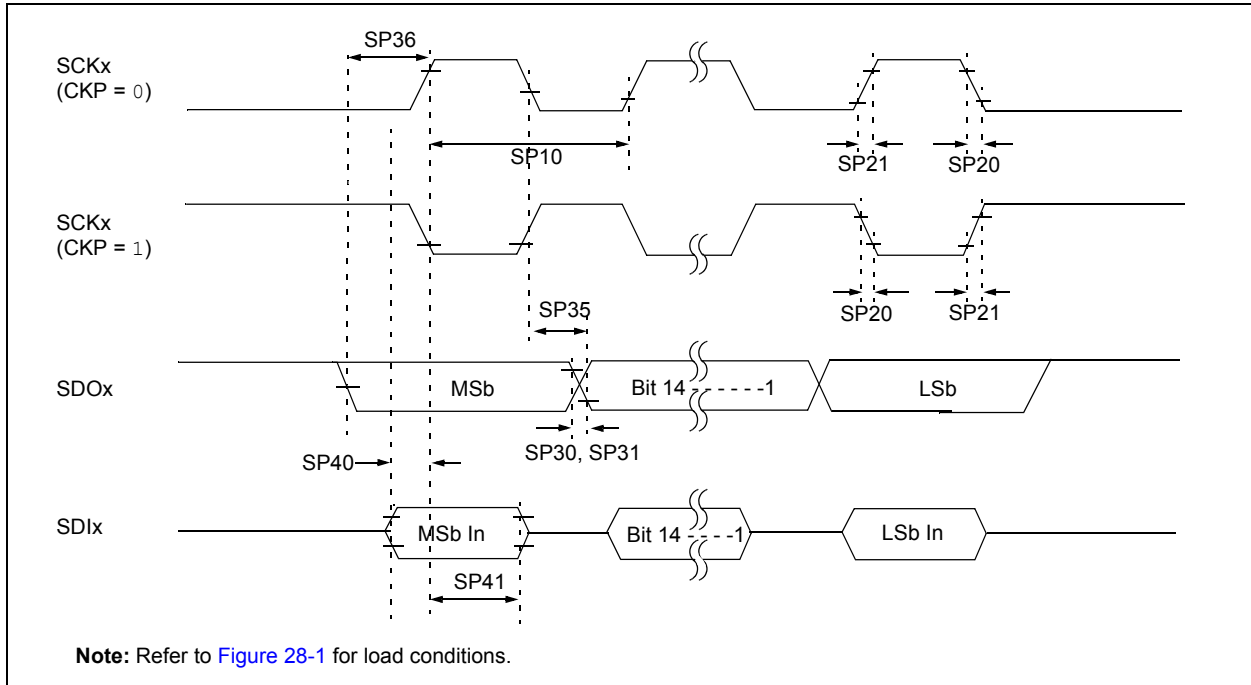 SP36
SCKx
(CKP = 0)
SP10
SP21
SP20
SCKx
(CKP = 1)
SP35
SP20
SP21
SDOx
MSb
Bit 14 - - - - - -1
LSb
SP30, SP31
SP40
SDIx
MSb In
Bit 14 - - - -1
LSb In
SP41
Note: Refer to Figure 28-1 for load conditions.